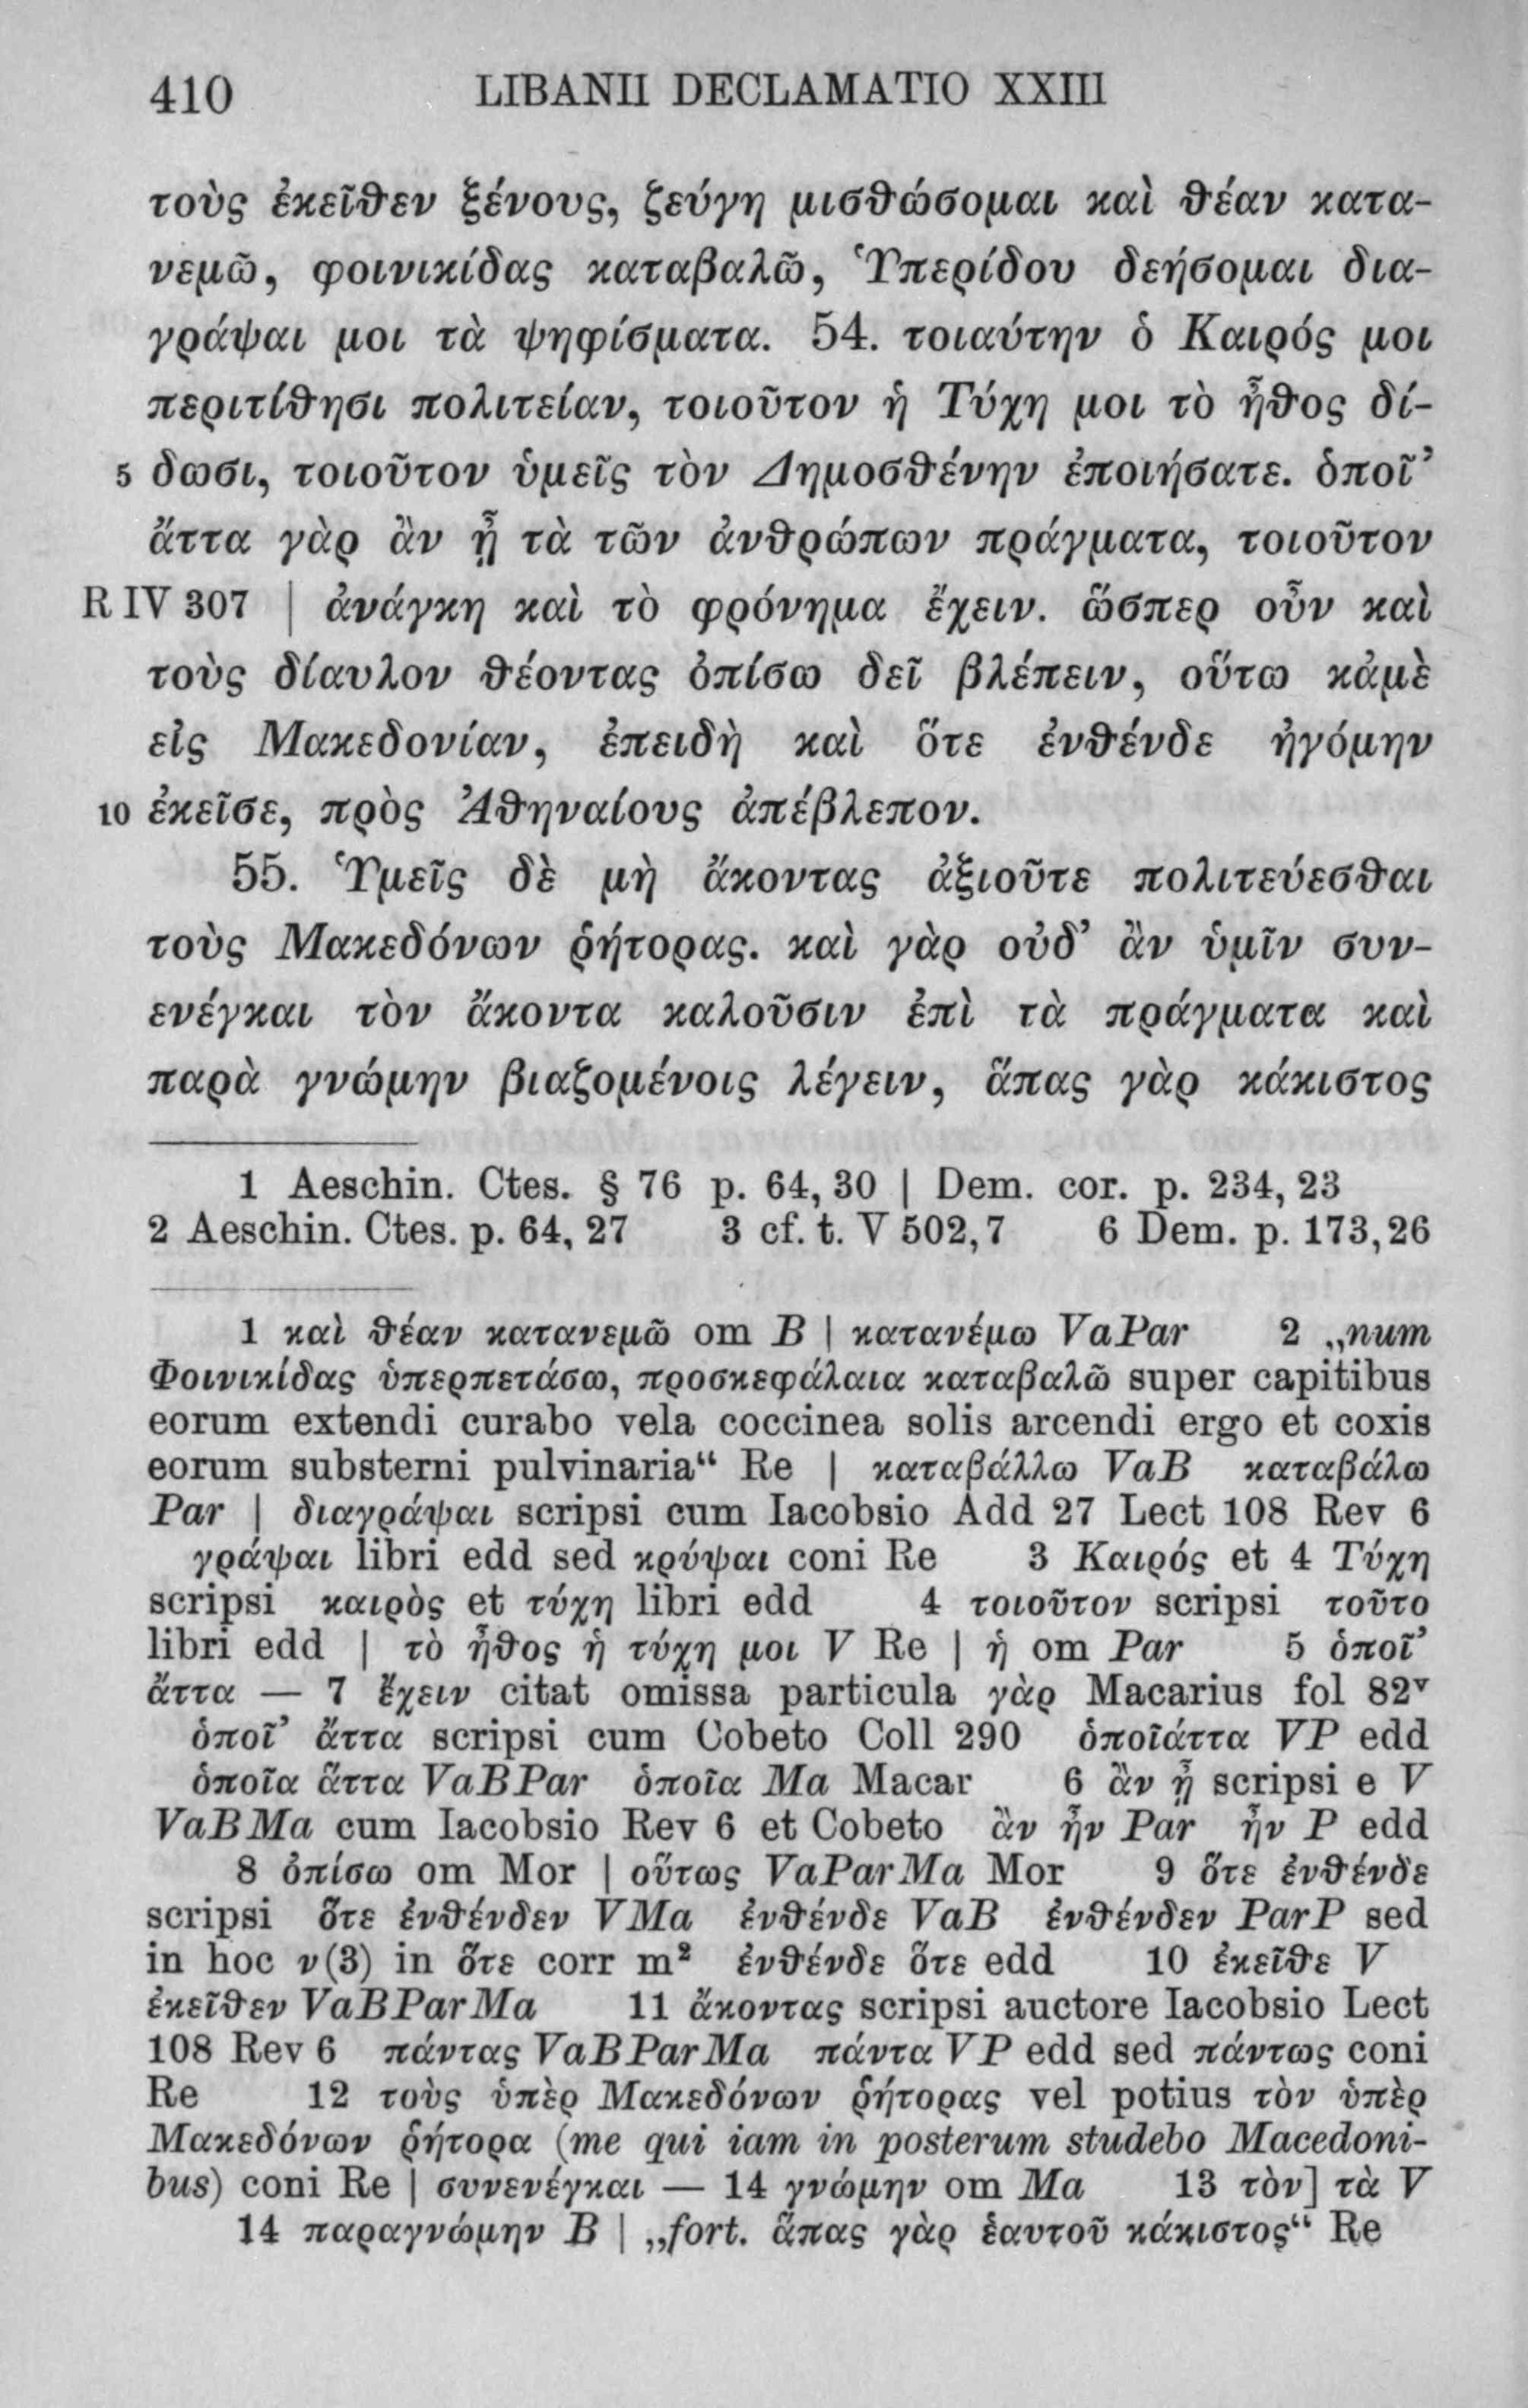 410 LIBANII DECLAMATIO XXIII
τοὺς ἐκεῖθεν ξένους, ζεύγη μισθώσομαι καὶ θέαν κατα-
νεμῶ, φοινικίδας καταβαλῶ, Ὑπερίδου δεήσομαι δια-
γράψαι μοι τὰ ψηφίσματα. 54. τοιαύτην ὁ Καιρός μοι
περιτίθησι πολιτείαν, τοιοῦτον ἡ Τύχη μοι τὸ ἦθος δί-
5 δωσι, τοιοῦτον ὑμεῖς τὸν Δημοσθένην ἐποιήσατε. ὁποῖ’
ἄττα γὰρ ἂν ᾖ τὰ τῶν ἀνθρώπων πράγματα, τοιοῦτον
R IV 307 | ἀνάγκη καὶ τὸ φρόνημα ἔχειν. ὥσπερ οὖν καὶ
τοὺς δίαυλον θέοντας ὀπίσω δεῖ βλέπειν, οὕτω κἀμὲ
εἰς Μακεδονίαν, ἐπειδὴ καὶ ὅτε ἐνθένδε ἠγόμην
10 ἐκεῖσε, πρὸς Ἀθηναίους ἀπέβλεπον.
55. Ὑμεῖς δὲ μὴ ἄκοντας ἀξιοῦτε πολιτεύεσθαι
τοὺς Μακεδόνων ῥήτορας. καὶ γὰρ οὐδ’ ἂν ὑμῖν συν-
ενέγκαι τὸν ἄκοντα καλοῦσιν ἐπὶ τὰ πράγματα καὶ
παρὰ γνώμην βιαζομένοις λέγειν, ἅπας γὰρ κάκιστος
1 Aeschin. Ctes. § 76 p. 64, 30 | Dem. cor. p. 234, 23
2 Aeschin. Ctes. p. 64, 27 3 cf. t. V 502,7 6 Dem. p. 173,26
1 καὶ θέαν κατανεμῶ om B | κατανέμω VaPar 2 „num
Φοινικίδας ὑπερπετάσω, προσκεφάλαια καταβαλῶ super capitibus
eorum extendi curabo vela coccinea solis arcendi ergo et coxis
eorum substerni pulvinaria“ Re | καταβάλλω VaB καταβάλω
Par | διαγράψαι scripsi cum Iacobsio Add 27 Lect 108 Rev 6
γράψαι libri edd sed κρύψαι coni Re 3 Καιρός et 4 Τύχη
scripsi καιρὸς et τύχη libri edd 4 τοιοῦτον scripsi τοῦτο
libri edd | τὸ ἦθος ἡ τύχη μοι V Re | ἡ om Par 5 ὁποῖ’
ἄττα — 7 ἔχειν citat omissa particula γὰρ Macarius fol 82ᵛ
ὁποῖ’ ἄττα scripsi cum Cobeto Coll 290 ὁποῖάττα VP edd
ὁποῖα ἄττα VaBPar ὁποῖα Ma Macar 6 ἂν ᾖ scripsi e V
VaBMa cum Iacobsio Rev 6 et Cobeto ἂν ἦν Par ἦν P edd
8 ὀπίσω om Mor | οὕτως VaParMa Mor 9 ὅτε ἐνθένδε
scripsi ὅτε ἐνθένδεν VMa ἐνθένδε VaB ἐνθένδεν ParP sed
in hoc ν(3) in ὅτε corr m² ἐνθένδε ὅτε edd 10 ἐκεῖθε V
ἐκεῖθεν VaBParMa 11 ἄκοντας scripsi auctore Iacobsio Lect
108 Rev 6 πάντας VaBParMa πάντα VP edd sed πάντως coni
Re 12 τοὺς ὑπὲρ Μακεδόνων ῥήτορας vel potius τὸν ὑπὲρ
Μακεδόνων ῥήτορα (me qui iam in posterum studebo Macedoni-
bus) coni Re | συνενέγκαι — 14 γνώμην om Ma 13 τὸν] τὰ V
14 παραγνώμην B | „fort. ἅπας γὰρ ἑαυτοῦ κάκιστος“ Re